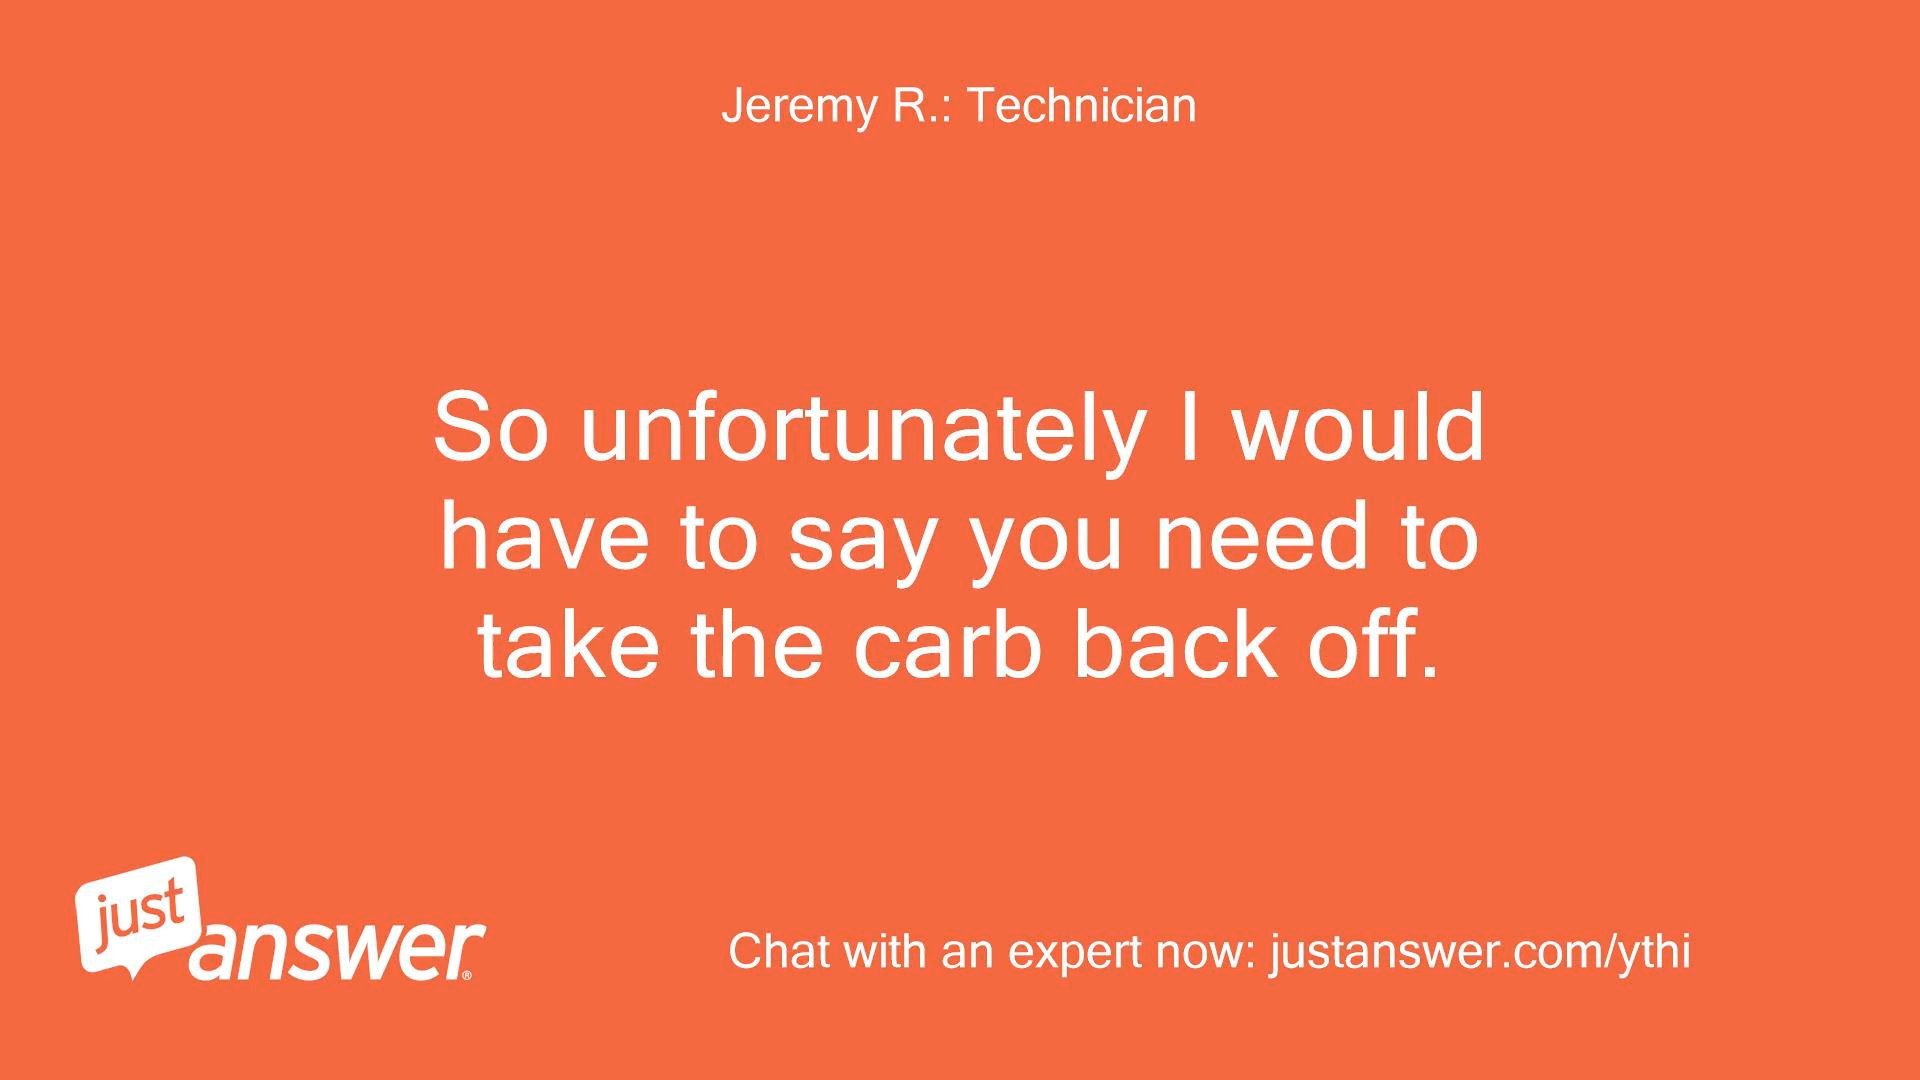 Jeremy R.: Technician
So unfortunately I would
have to say you need to
take the carb back off.
just
answer®
Chat with an expert now: justanswer.com/ythi